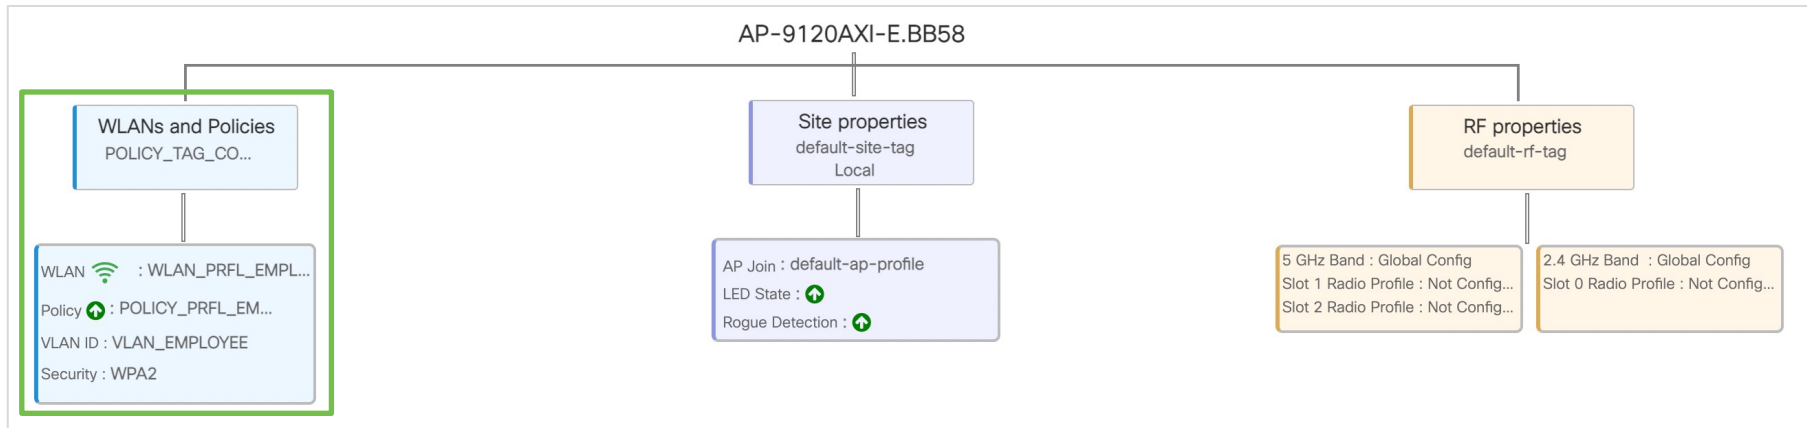 AP-9120AXI-E.BB58
WLANs and Policies
POLICY_TAG_CO...
WLAN : WLAN_PRFL_EMPL...
Policy : POLICY_PRFL_EM...
VLAN ID : VLAN_EMPLOYEE
Security : WPA2
Site properties
default-site-tag
Local
AP Join : default-ap-profile
LED State :
Rogue Detection :
RF properties
default-rf-tag
5 GHz Band : Global Config
Slot 1 Radio Profile : Not Config...
Slot 2 Radio Profile : Not Config...
2.4 GHz Band : Global Config
Slot 0 Radio Profile : Not Config...